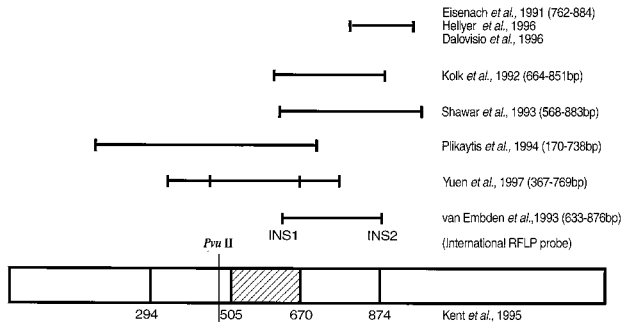 Eisenach et al., 1991 (762-884)
Hellyer et al., 1996
Dalovisio et al., 1996
Kolk et al., 1992 (664-851bp)
Shawar et al., 1993 (568-883bp)
Plikaytis et al., 1994 (170-738bp)
Yuen et al., 1997 (367-769bp)
van Embden et al.,1993 (633-876bp)
INS1 INS2
(International RFLP probe)
Pvu II
294 505 670 874
Kent et al., 1995